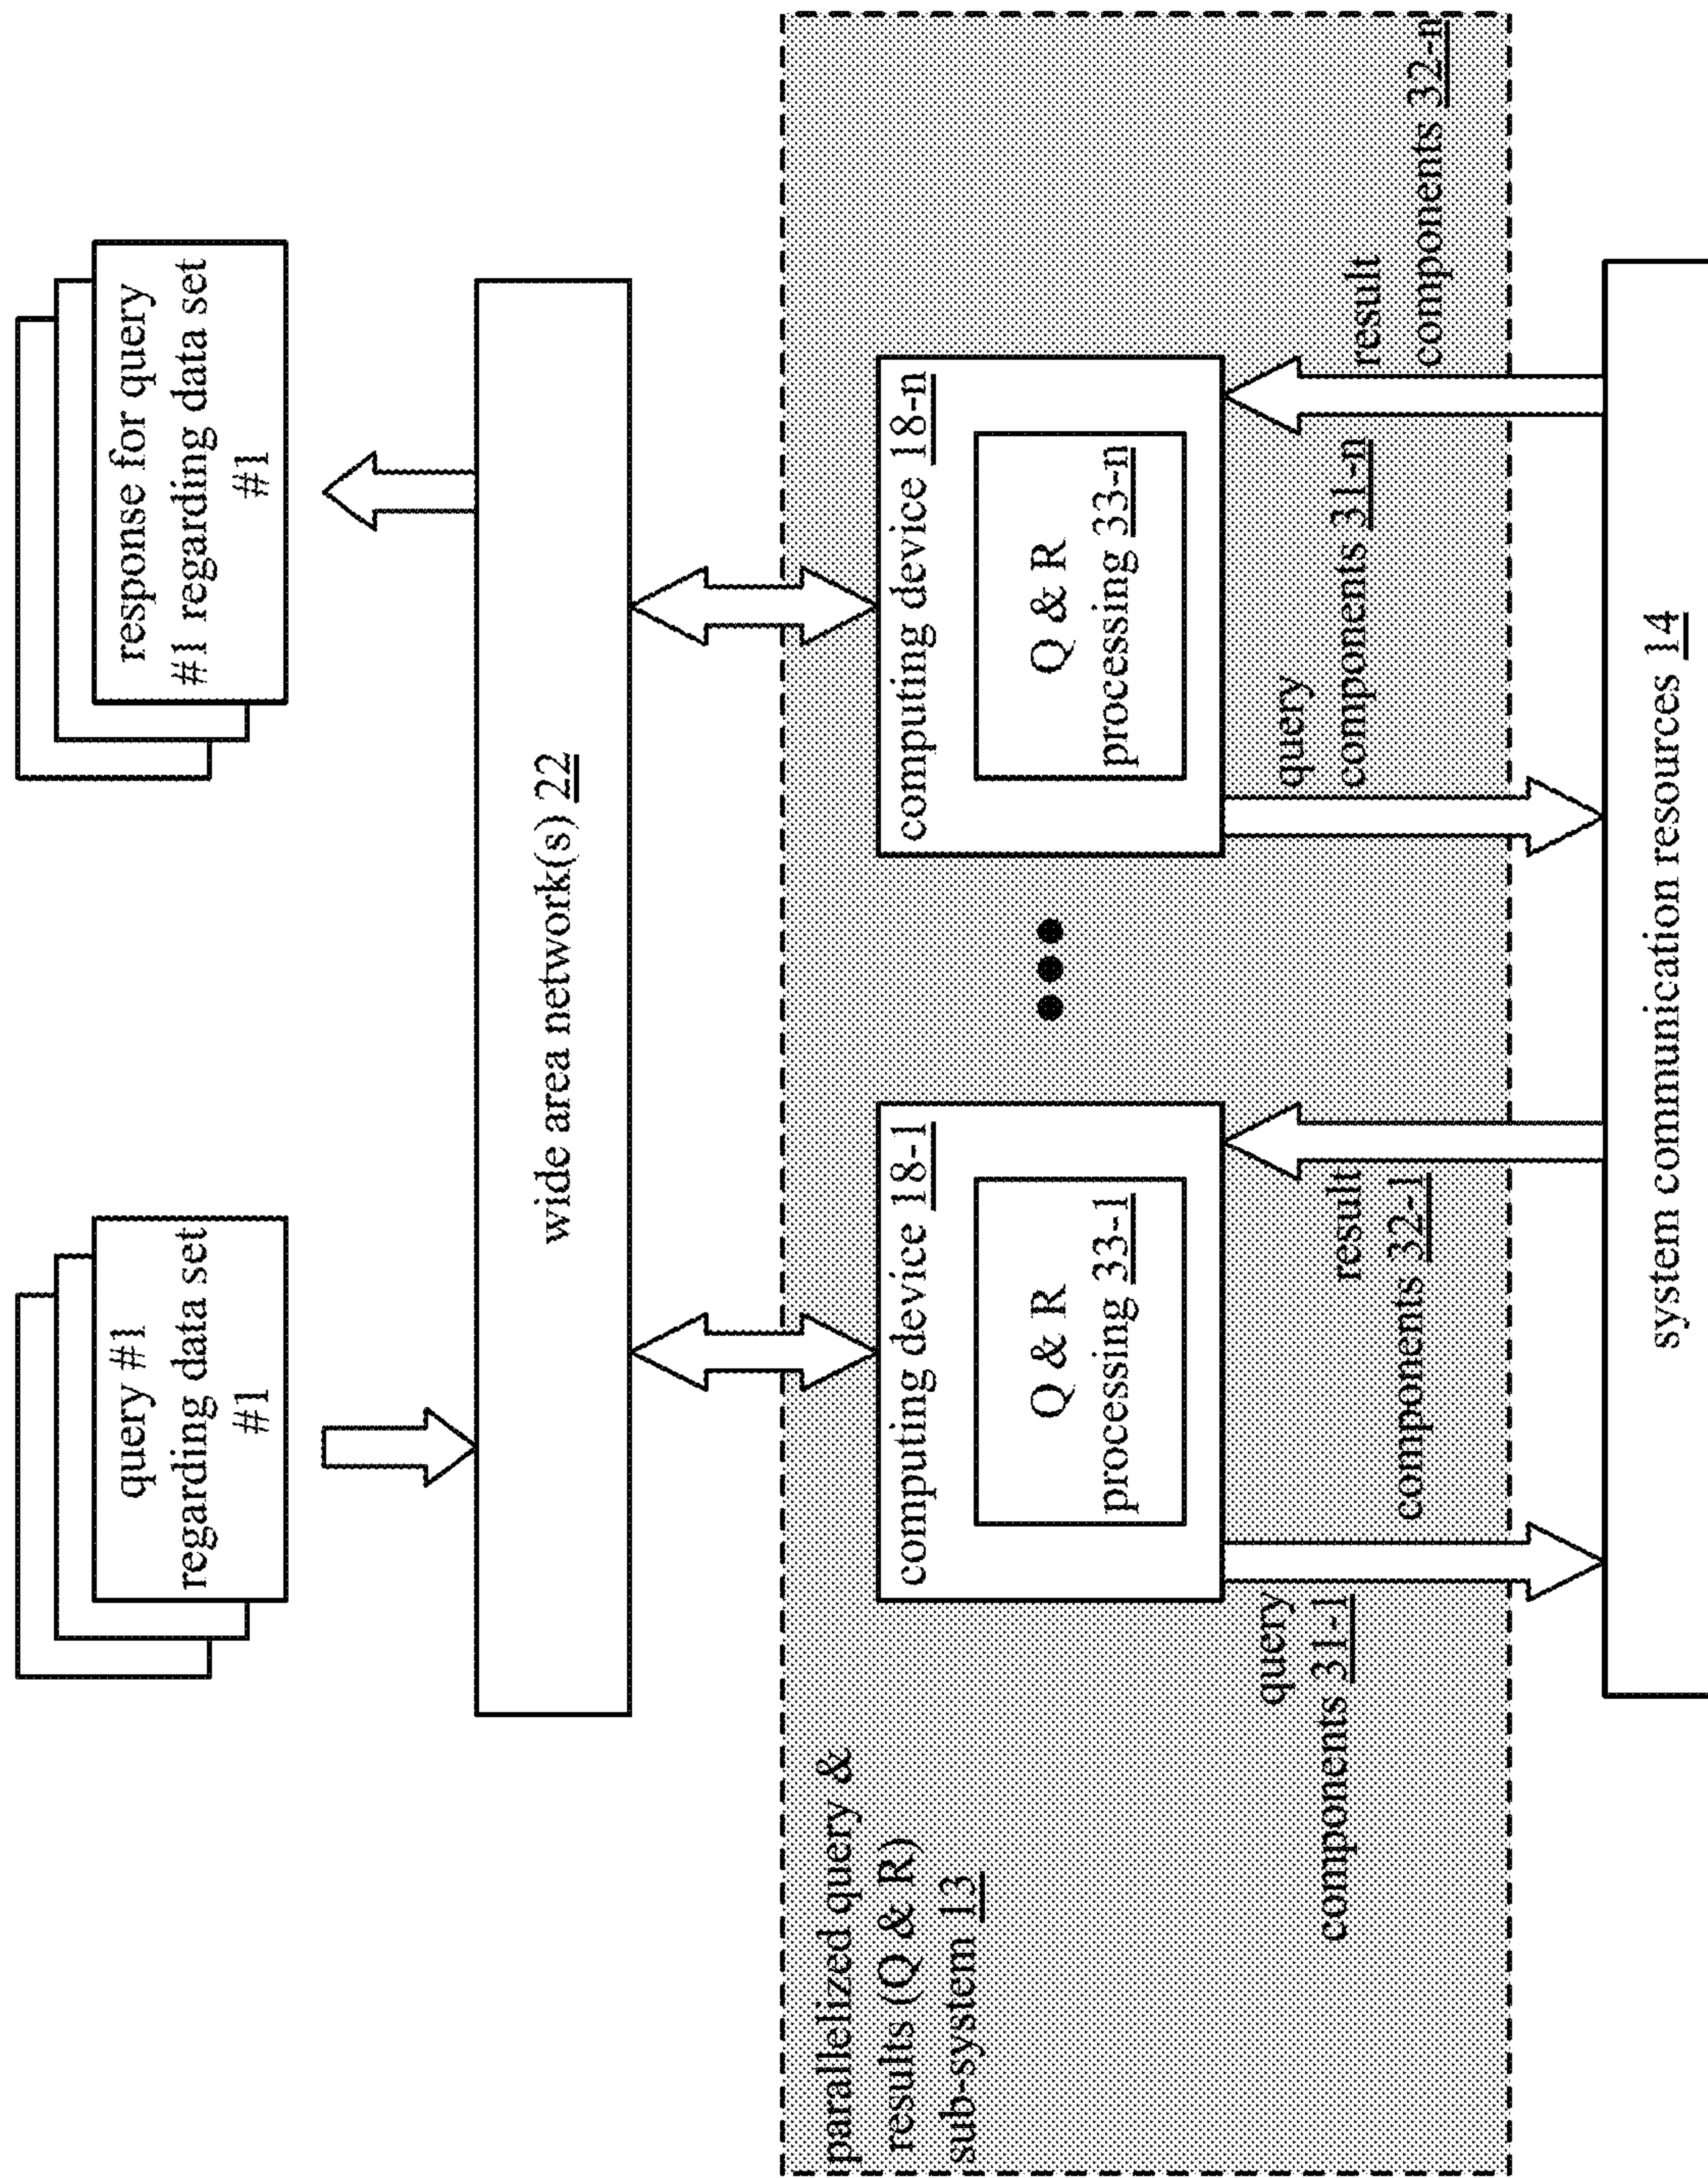 query #1
regarding data set
#1
response for query
#1 regarding data set
#1
wide area network(s) 22
parallelized query &
results (Q & R)
sub-system 13
computing device 18-1
Q & R
processing 33-1
computing device 18-n
Q & R
processing 33-n
query
components 31-1
result
components 32-1
query
components 31-n
result
components 32-n
system communication resources 14